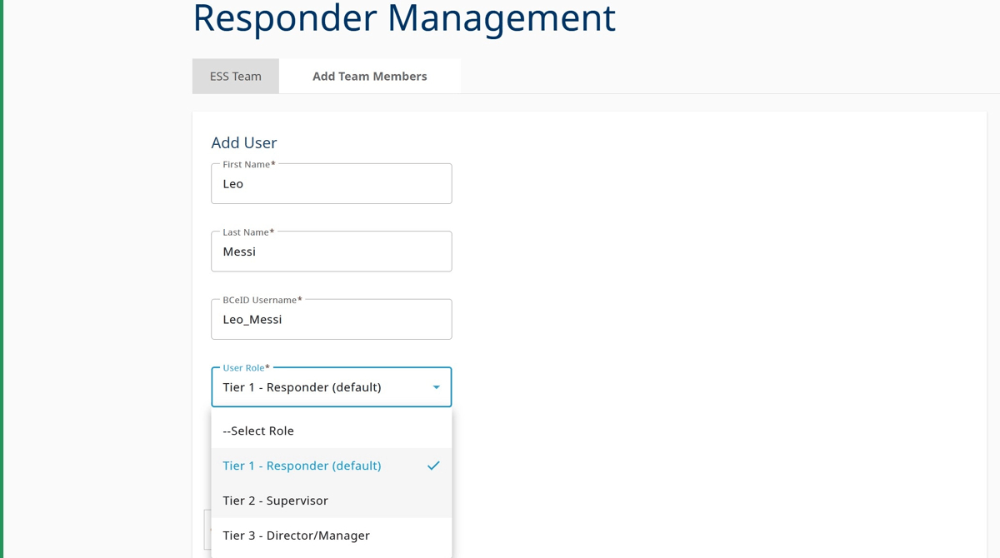 Responder Management
ESS Team
Add Team Members
Add User
First Name*
Leo
Last Name*
Messi
BCeID Username*
Leo_Messi
User Role*
Tier 1 - Responder (default)
--Select Role
Tier 1 - Responder (default)
Tier 2 - Supervisor
Tier 3 - Director/Manager